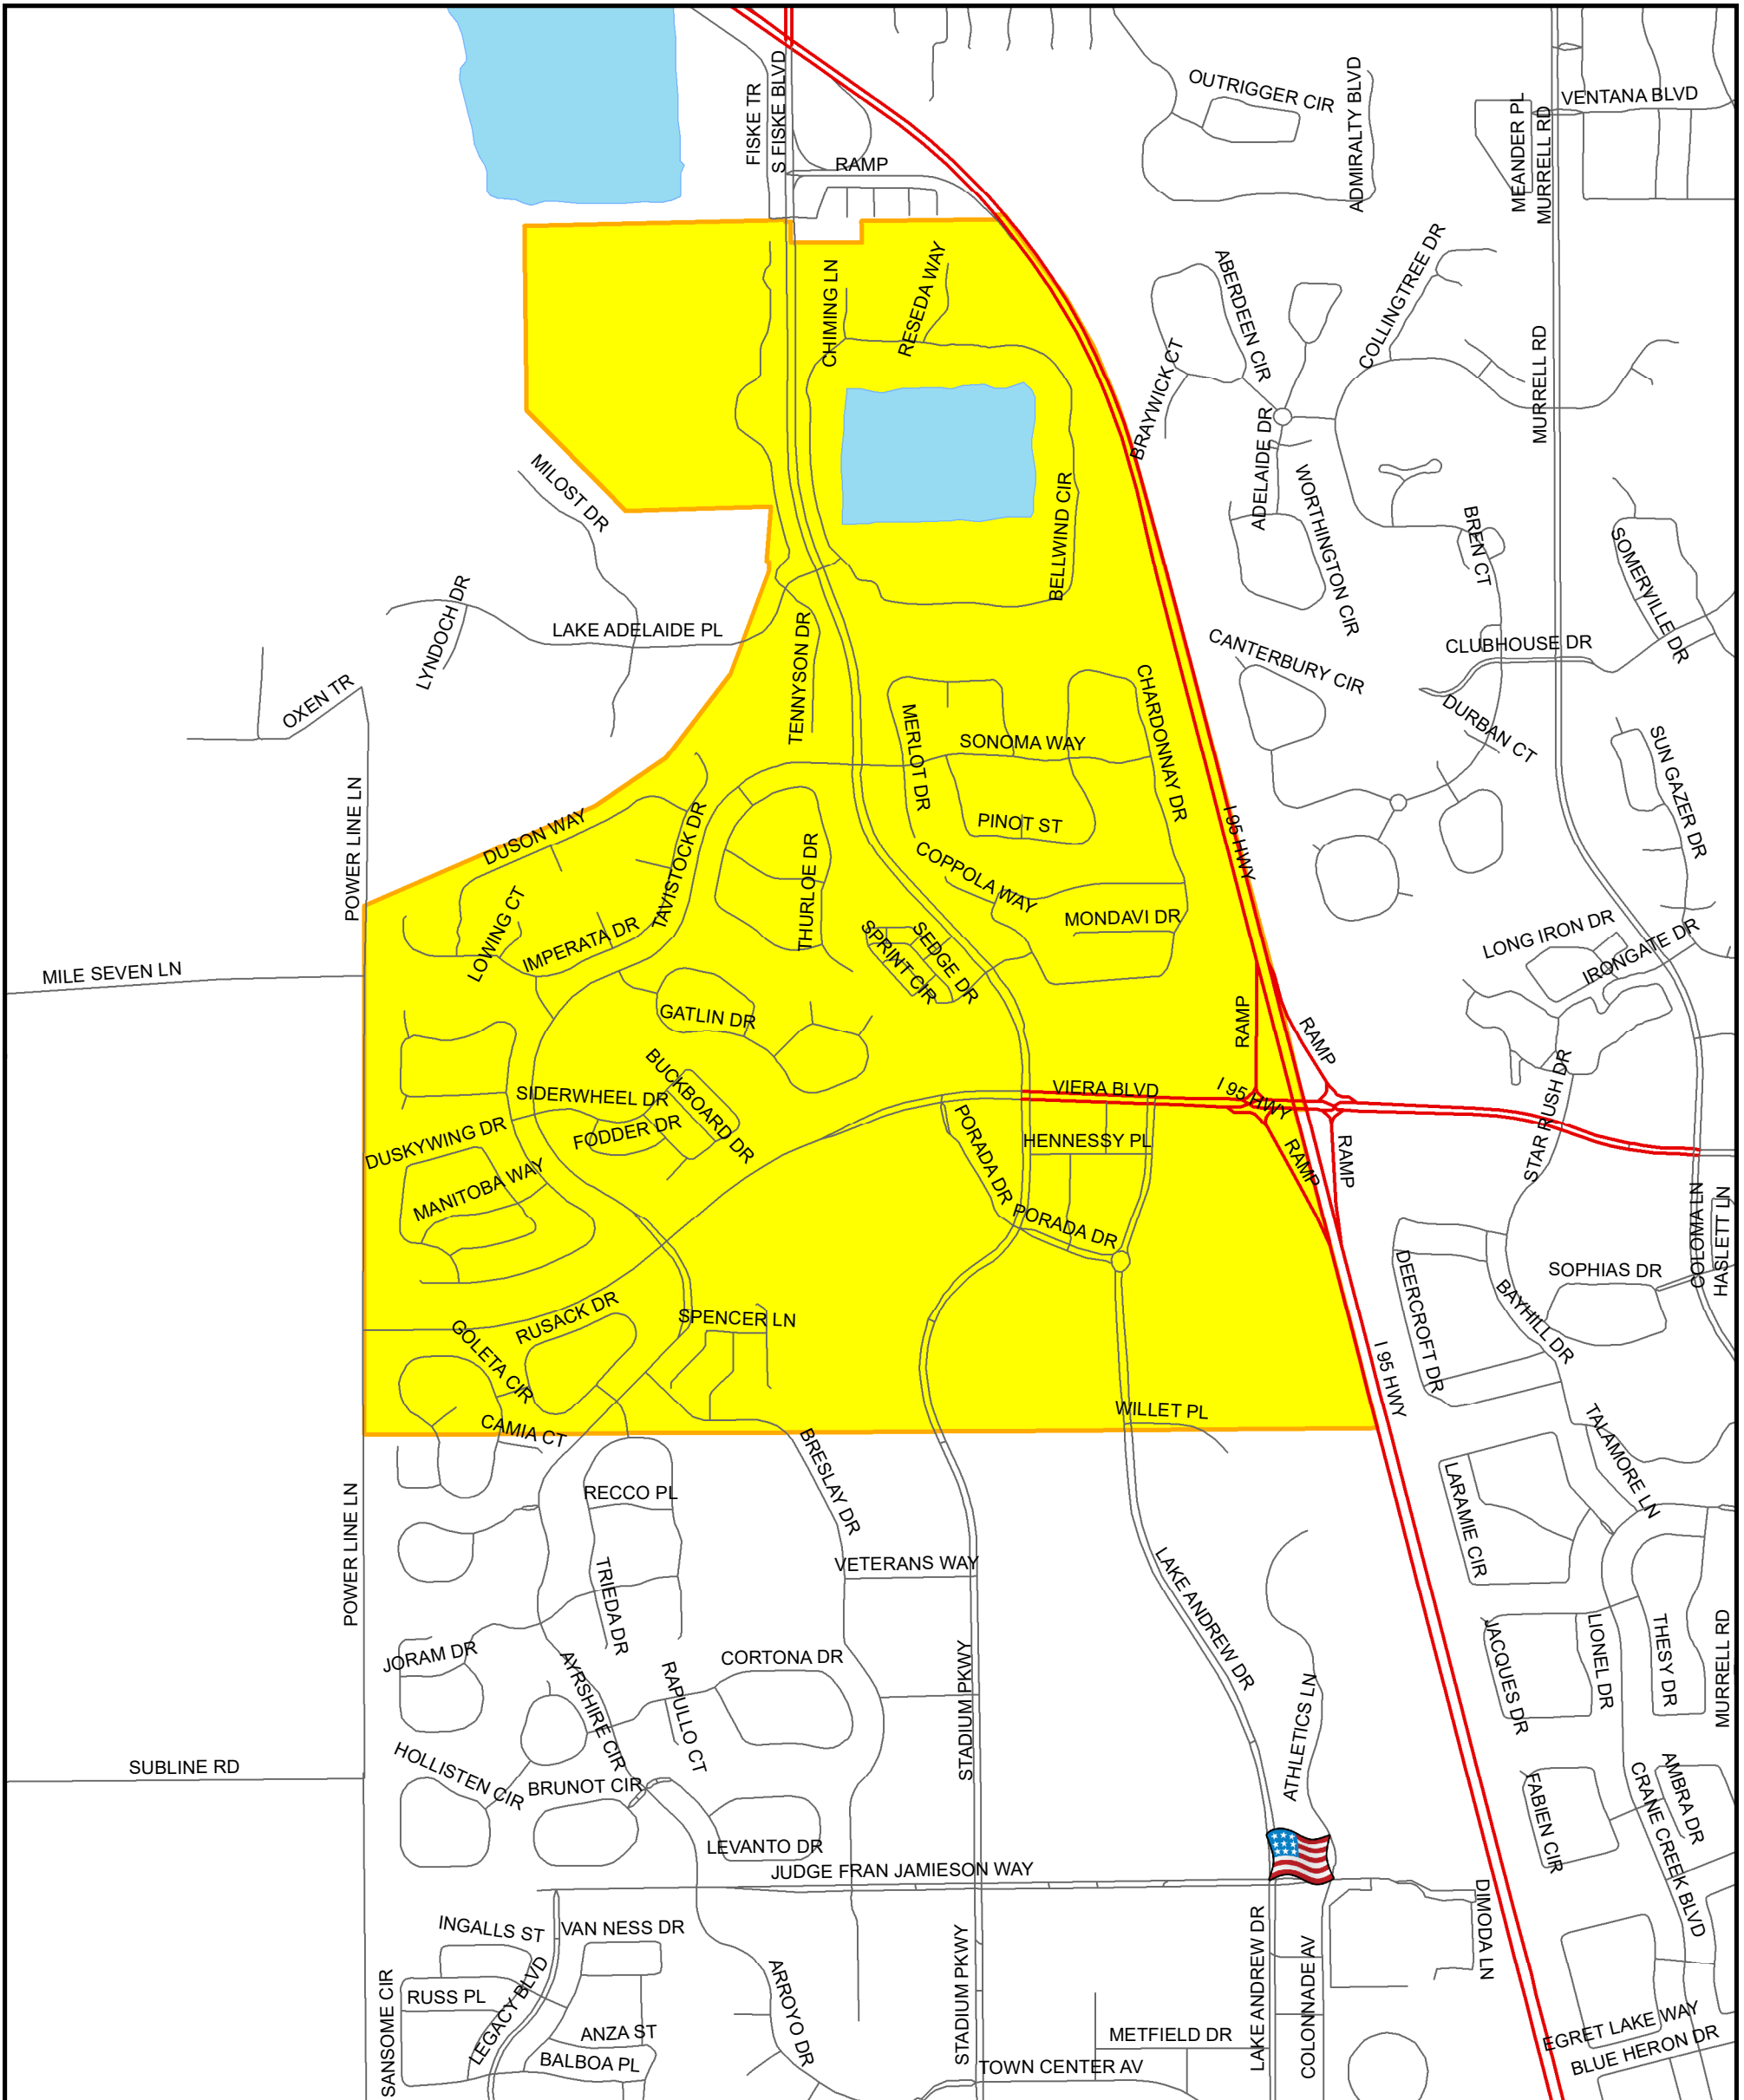 FISKE TR
S FISKE BLVD
RAMP
OUTRIGGER CIR
ADMIRALTY BLVD
MEANDER PL
MURRELL RD
VENTANA BLVD
CHIMING LN
RESEDA WAY
ABERDEEN CIR
COLLINGTREE DR
BRAYWICK CT
MURRELL RD
ADELAIDE DR
WORTHINGTON CIR
MILOST DR
BELLWIND CIR
BREN CT
SOMERVILLE DR
LYNDOCH DR
LAKE ADELAIDE PL
TENNYSON DR
CANTERBURY CIR
CLUBHOUSE DR
OXEN TR
MERLOT DR
SONOMA WAY
CHARDONNAY DR
DURBAN CT
SUN GAZER DR
POWER LINE LN
DUSON WAY
TAVISTOCK DR
THURLOE DR
PINOT ST
COPPOLA WAY
I 95 HWY
LOWING CT
IMPERATA DR
SPRINT CIR
SEDGE DR
MONDAVI DR
LONG IRON DR
IRONGATE DR
MILE SEVEN LN
GATLIN DR
RAMP
RAMP
BUCKBOARD DR
SIDERWHEEL DR
FODDER DR
VIERA BLVD
I 95 HWY
STAR RUSH DR
DUSKYWING DR
MANITOBA WAY
PORADA DR
HENNESSY PL
RAMP
RAMP
PORADA DR
COLOMA LN
HASLETT LN
DEERCROFT DR
SOPHIAS DR
BAYHILL DR
GOLETA CIR
RUSACK DR
SPENCER LN
I 95 HWY
CAMIA CT
WILLET PL
BRESLAY DR
TALAMORE LN
POWER LINE LN
RECCO PL
LARAMIE CIR
VETERANS WAY
LAKE ANDREW DR
TRIEDA DR
JORAM DR
AYRSHIRE CIR
RAPULLO CT
CORTONA DR
STADIUM PKWY
ATHLETICS LN
JACQUES DR
LIONEL DR
THESY DR
MURRELL RD
SUBLINE RD
HOLLISTEN CIR
BRUNOT CIR
FABIEN CIR
CRANE CREEK BLVD
AMBRA DR
LEVANTO DR
JUDGE FRAN JAMIESON WAY
DIMODA LN
INGALLS ST
VAN NESS DR
SANSOME CIR
RUSS PL
LEGACY BLVD
ANZA ST
BALBOA PL
ARROYO DR
STADIUM PKWY
LAKE ANDREW DR
COLONNADE AV
METFIELD DR
TOWN CENTER AV
EGRET LAKE WAY
BLUE HERON DR